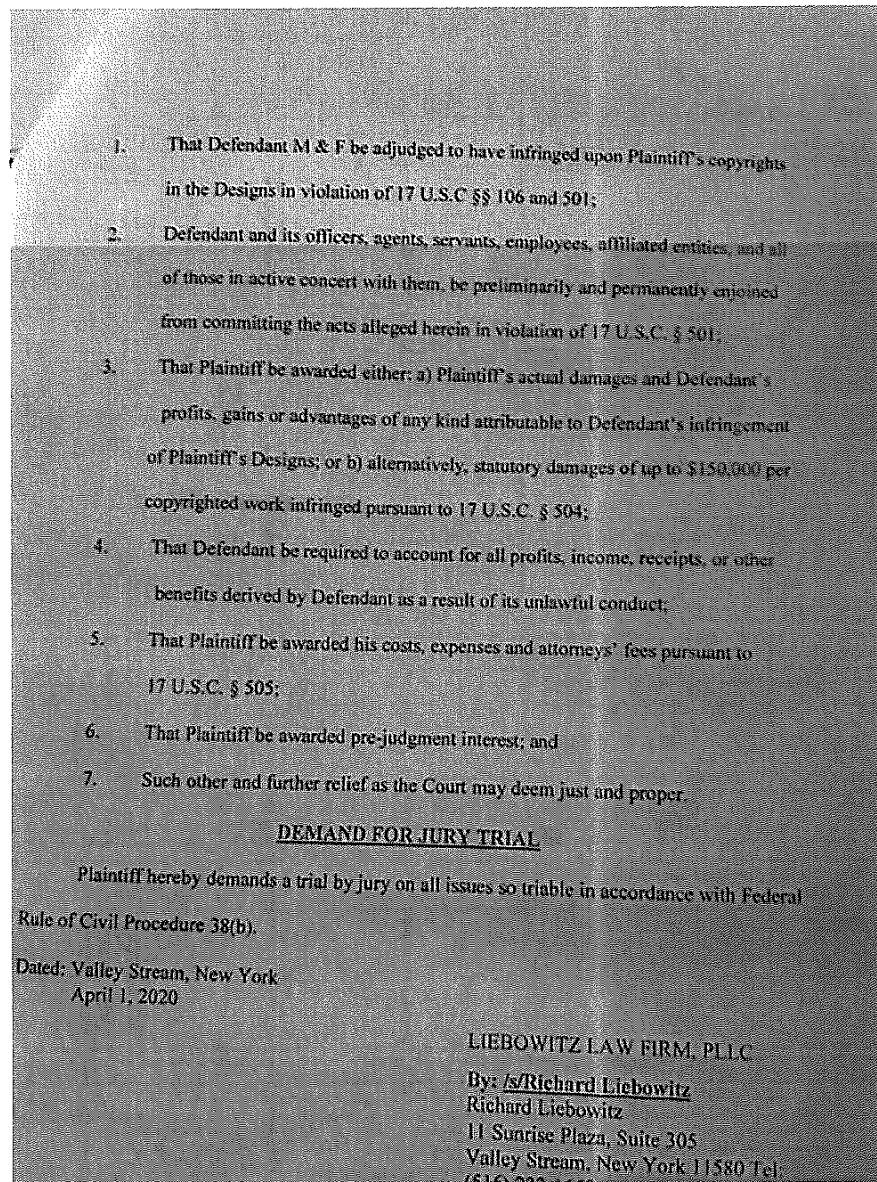 1. That Defendant M & F be adjudged to have infringed upon Plaintiff's copyrights
in the Designs in violation of 17 U.S.C §§ 106 and 501;
2. Defendant and its officers, agents, servants, employees, affiliated entities, and all
of those in active concert with them, be preliminarily and permanently enjoined
from committing the acts alleged herein in violation of 17 U.S.C. § 501;
3. That Plaintiff be awarded either: a) Plaintiff's actual damages and Defendant's
profits, gains or advantages of any kind attributable to Defendant's infringement
of Plaintiff's Designs; or b) alternatively, statutory damages of up to $150,000 per
copyrighted work infringed pursuant to 17 U.S.C. § 504;
4. That Defendant be required to account for all profits, income, receipts, or other
benefits derived by Defendant as a result of its unlawful conduct;
5. That Plaintiff be awarded his costs, expenses and attorneys' fees pursuant to
17 U.S.C. § 505;
6. That Plaintiff be awarded pre-judgment interest; and
7. Such other and further relief as the Court may deem just and proper.
DEMAND FOR JURY TRIAL
Plaintiff hereby demands a trial by jury on all issues so triable in accordance with Federal
Rule of Civil Procedure 38(b).
Dated: Valley Stream, New York
April 1, 2020
LIEBOWITZ LAW FIRM, PLLC
By: /s/Richard Liebowitz
Richard Liebowitz
11 Sunrise Plaza, Suite 305
Valley Stream, New York 11580 Tel:
(516)